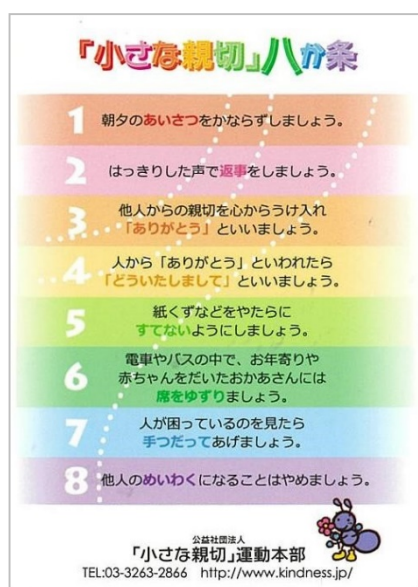 「小さな親切」八か条
1 朝夕のあいさつをかならずしましょう。
2 はっきりした声で返事をしましょう。
3 他人からの親切を心からうけ入れ
「ありがとう」といいましょう。
4 人から「ありがとう」といわれたら
「どういたしまして」といいましょう。
5 紙くずなどをやたらに
すてないようにしましょう。
6 電車やバスの中で、お年寄りや
赤ちゃんをだいたおかあさんには
席をゆずりましょう。
7 人が困っているのを見たら
手つだってあげましょう。
8 他人のめいわくになることはやめましょう。
公益社団法人
「小さな親切」運動本部
TEL:03-3263-2866 http://www.kindness.jp/